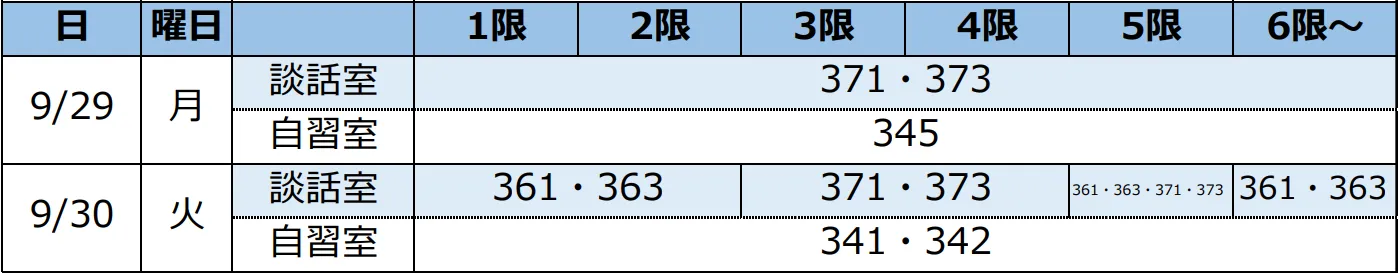 日 曜日 1限 2限 3限 4限 5限 6限～
9/29 月 談話室 371・373
自習室 345
9/30 火 談話室 361・363 371・373 361・363・371・373 361・363
自習室 341・342